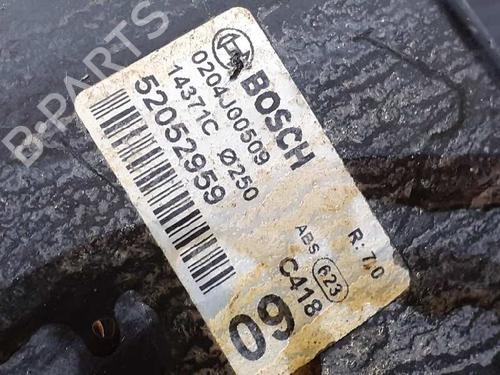 BOSCH
0204J00509
14371C Ø250
52052959
R: 7,0
ABS 623
C418
09
B-PARTS